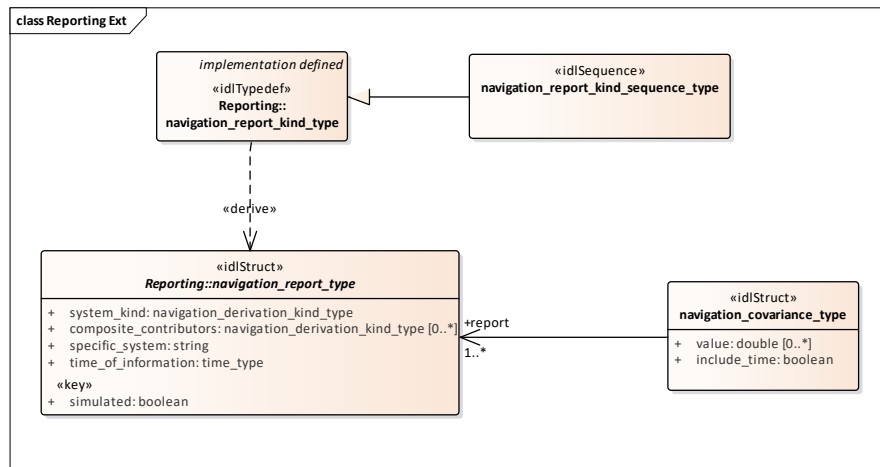 class Reporting Ext
implementation defined
«idlTypedef»
Reporting::
navigation_report_kind_type
«idlSequence»
navigation_report_kind_sequence_type
«derive»
«idlStruct»
Reporting::navigation_report_type
+ system_kind: navigation_derivation_kind_type
+ composite_contributors: navigation_derivation_kind_type [0..*]
+ specific_system: string
+ time_of_information: time_type
«key»
+ simulated: boolean
+report
1..*
«idlStruct»
navigation_covariance_type
+ value: double [0..*]
+ include_time: boolean